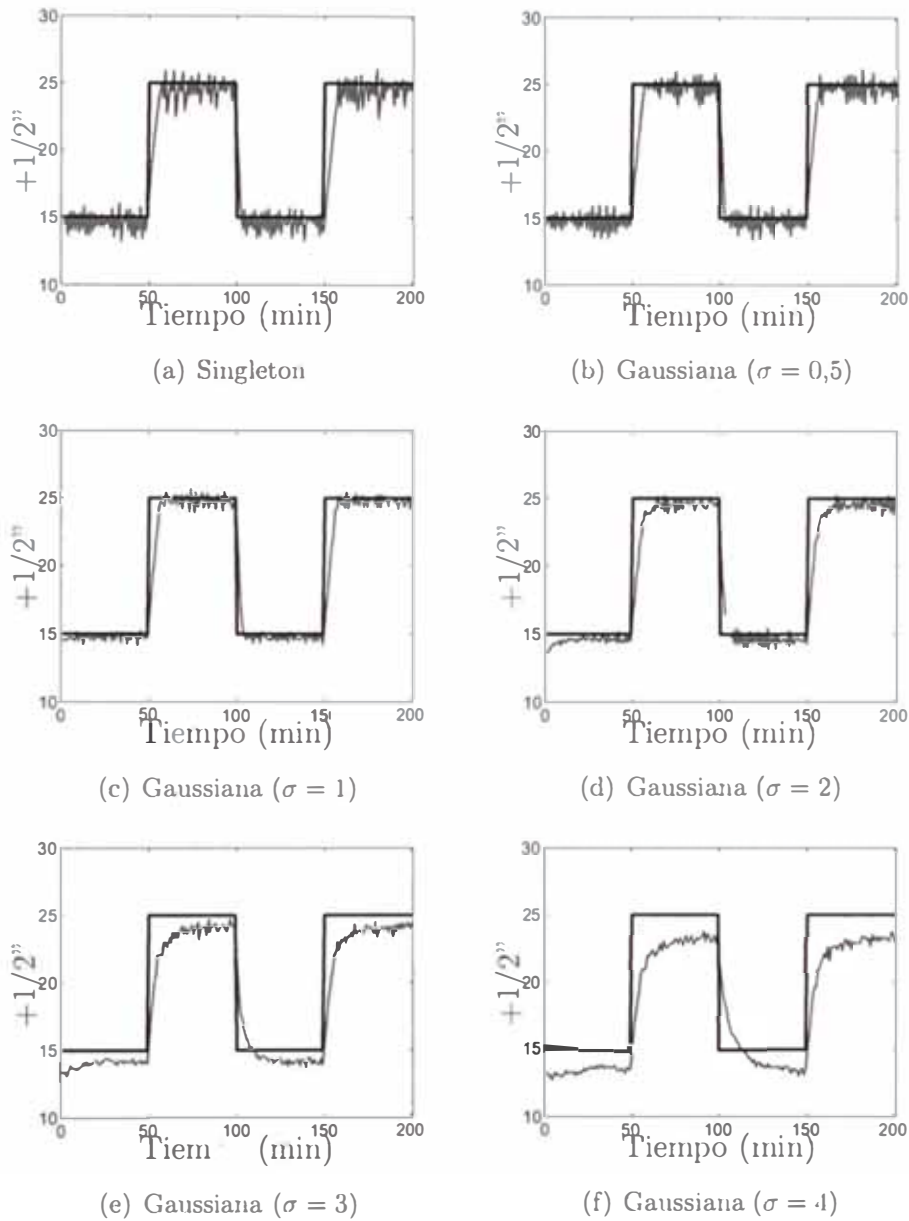 30
25
20
15
10
+1/2”
0 50 100 150 200
Tiempo (min)
(a) Singleton
30
25
20
15
10
+1/2”
0 50 100 150 200
Tiempo (min)
(b) Gaussiana (σ = 0,5)
30
25
20
15
10
+1/2”
0 50 100 150 200
Tiempo (min)
(c) Gaussiana (σ = 1)
30
25
20
15
10
+1/2”
0 50 100 150 200
Tiempo (min)
(d) Gaussiana (σ = 2)
30
25
20
15
10
+1/2”
0 50 100 150 200
Tiem (min)
(e) Gaussiana (σ = 3)
30
25
20
15
10
+1/2”
0 50 100 150 200
Tiempo (min)
(f) Gaussiana (σ = 4)